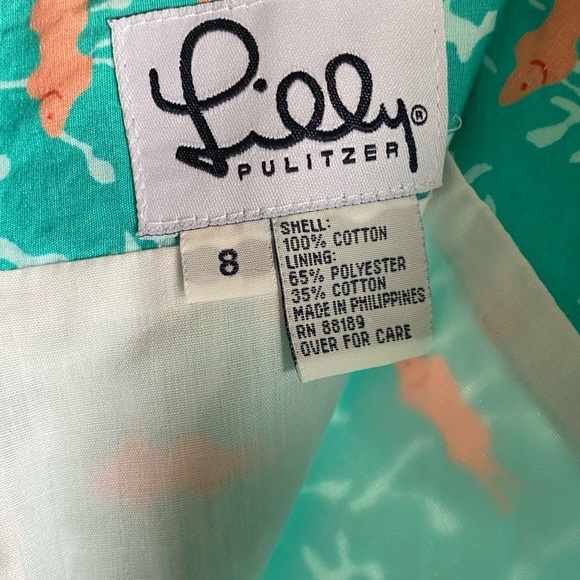 Lilly®
PULITZER
8
SHELL:
100% COTTON
LINING:
65% POLYESTER
35% COTTON
MADE IN PHILIPPINES
RN 88189
OVER FOR CARE